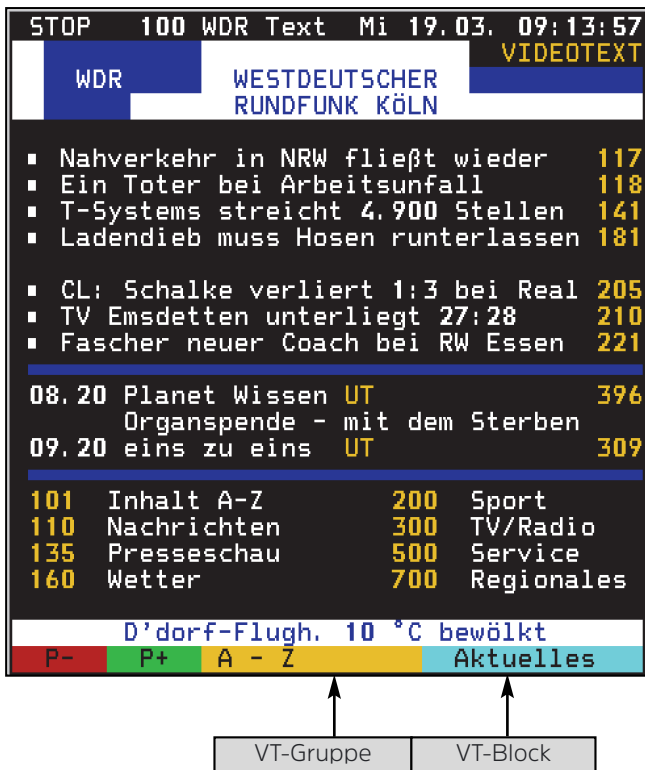 STOP 100 WDR Text Mi 19.03. 09:13:57
VIDEOTEXT
WDR WESTDEUTSCHER
RUNDFUNK KÖLN
▪ Nahverkehr in NRW fließt wieder 117
▪ Ein Toter bei Arbeitsunfall 118
▪ T-Systems streicht 4.900 Stellen 141
▪ Ladendieb muss Hosen runterlassen 181
▪ CL: Schalke verliert 1:3 bei Real 205
▪ TV Emsdetten unterliegt 27:28 210
▪ Fascher neuer Coach bei RW Essen 221
08.20 Planet Wissen UT 396
Organspende - mit dem Sterben
09.20 eins zu eins UT 309
101 Inhalt A-Z 200 Sport
110 Nachrichten 300 TV/Radio
135 Presseschau 500 Service
160 Wetter 700 Regionales
D'dorf-Flugh. 10 °C bewölkt
P- P+ A - Z Aktuelles
VT-Gruppe VT-Block